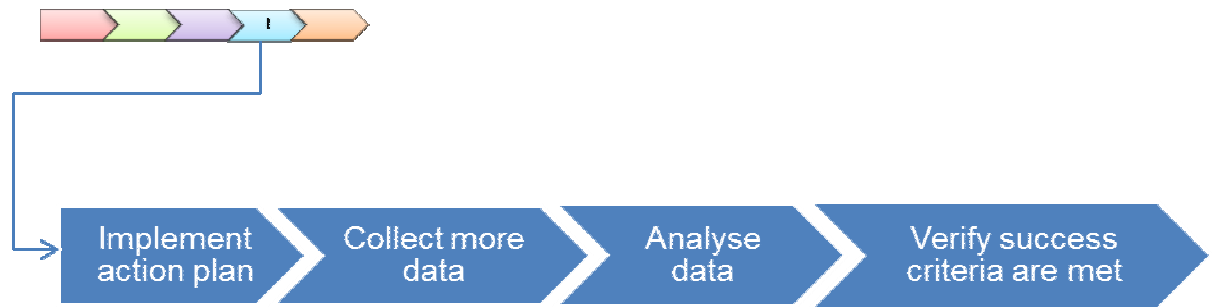 I
Implement
action plan
Collect more
data
Analyse
data
Verify success
criteria are met